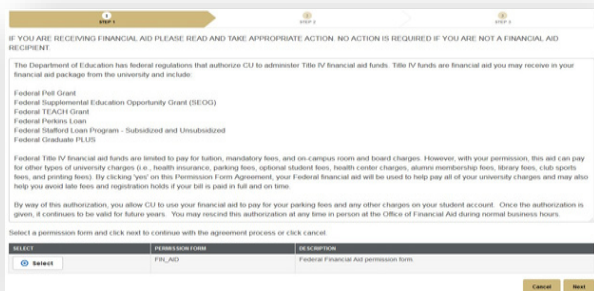 1 2 3
STEP 1 STEP 2 STEP 3
IF YOU ARE RECEIVING FINANCIAL AID PLEASE READ AND TAKE APPROPRIATE ACTION. NO ACTION IS REQUIRED IF YOU ARE NOT A FINANCIAL AID
RECIPIENT.
The Department of Education has federal regulations that authorize CU to administer Title IV financial aid funds. Title IV funds are financial aid you may receive in your
financial aid package from the university and include:
Federal Pell Grant
Federal Supplemental Education Opportunity Grant (SEOG)
Federal TEACH Grant
Federal Perkins Loan
Federal Stafford Loan Program - Subsidized and Unsubsidized
Federal Graduate PLUS
Federal Title IV financial aid funds are limited to pay for tuition, mandatory fees, and on-campus room and board charges. However, with your permission, this aid can pay
for other types of university charges (i.e., health insurance, parking fees, optional student fees, health center charges, alumni membership fees, library fees, club sports
fees, and printing fees). By clicking 'yes' on this Permission Form Agreement, your Federal financial aid will be used to help pay all of your university charges and may also
help you avoid late fees and registration holds if your bill is paid in full and on time.
By way of this authorization, you allow CU to use your financial aid to pay for your parking fees and any other charges on your student account. Once the authorization is
given, it continues to be valid for future years. You may rescind this authorization at any time in person at the Office of Financial Aid during normal business hours.
Select a permission form and click next to continue with the agreement process or click cancel.
SELECT PERMISSION FORM DESCRIPTION
Select FIN_AID Federal Financial Aid permission form.
Cancel Next